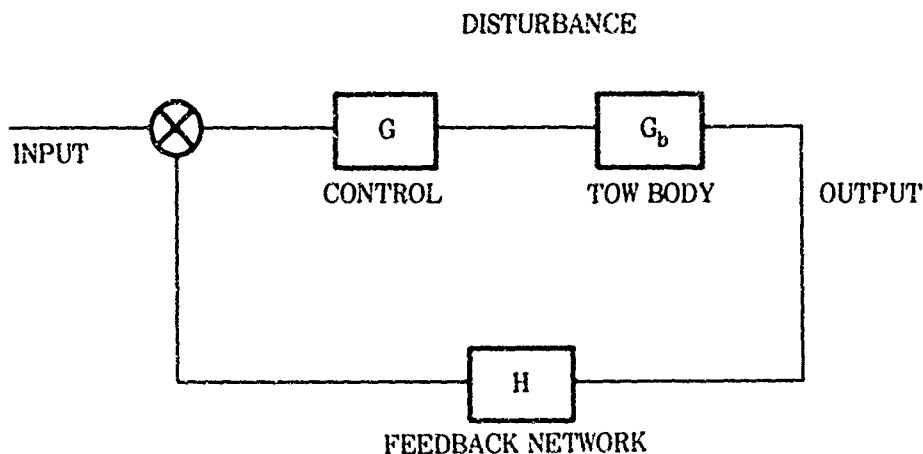 DISTURBANCE
G
G_b
INPUT
CONTROL
TOW BODY
OUTPUT
H
FEEDBACK NETWORK